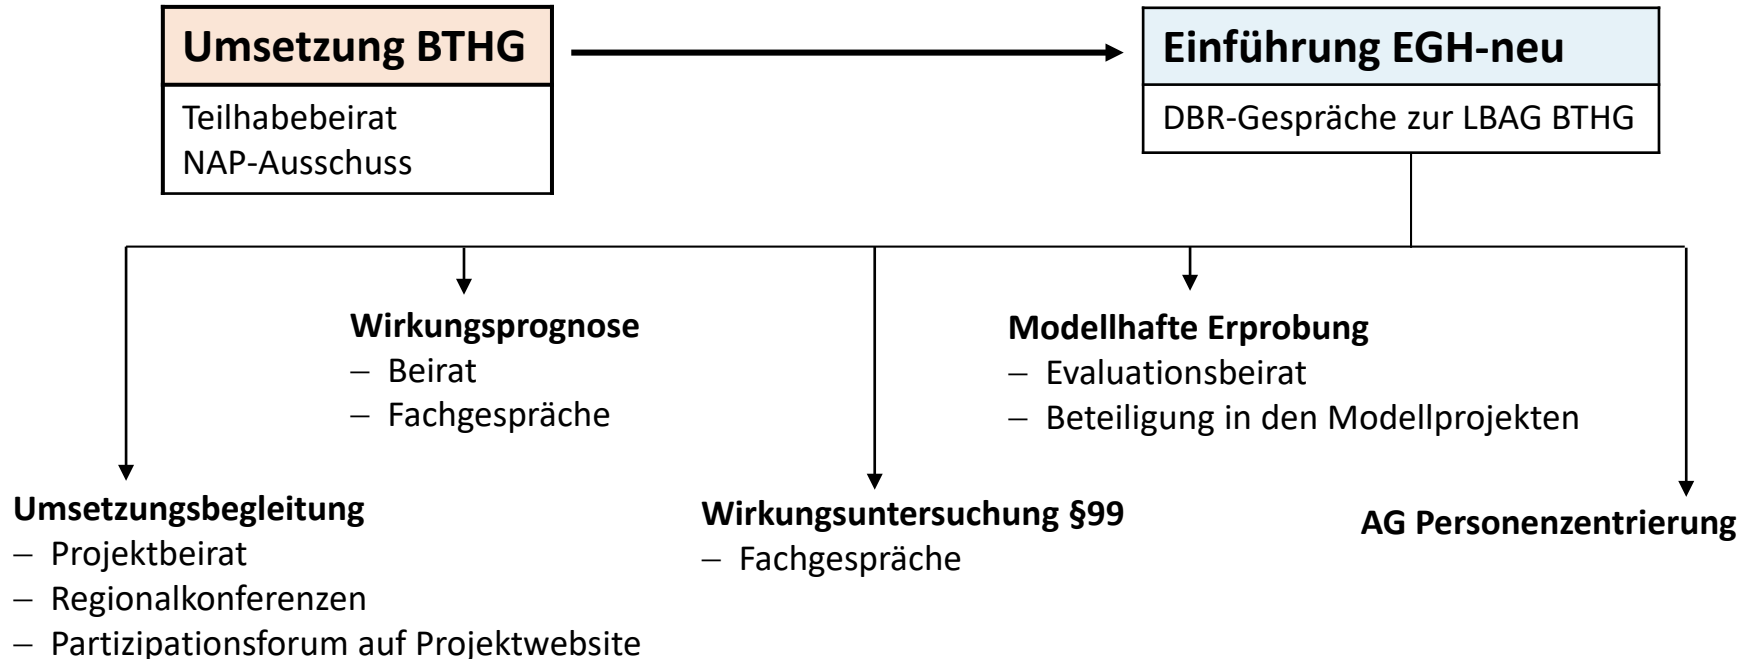 Umsetzung BTHG
Teilhabebeirat
NAP-Ausschuss
Einführung EGH-neu
DBR-Gespräche zur LBAG BTHG
Wirkungsprognose
– Beirat
– Fachgespräche
Modellhafte Erprobung
– Evaluationsbeirat
– Beteiligung in den Modellprojekten
Umsetzungsbegleitung
– Projektbeirat
– Regionalkonferenzen
– Partizipationsforum auf Projektwebsite
Wirkungsuntersuchung §99
– Fachgespräche
AG Personenzentrierung